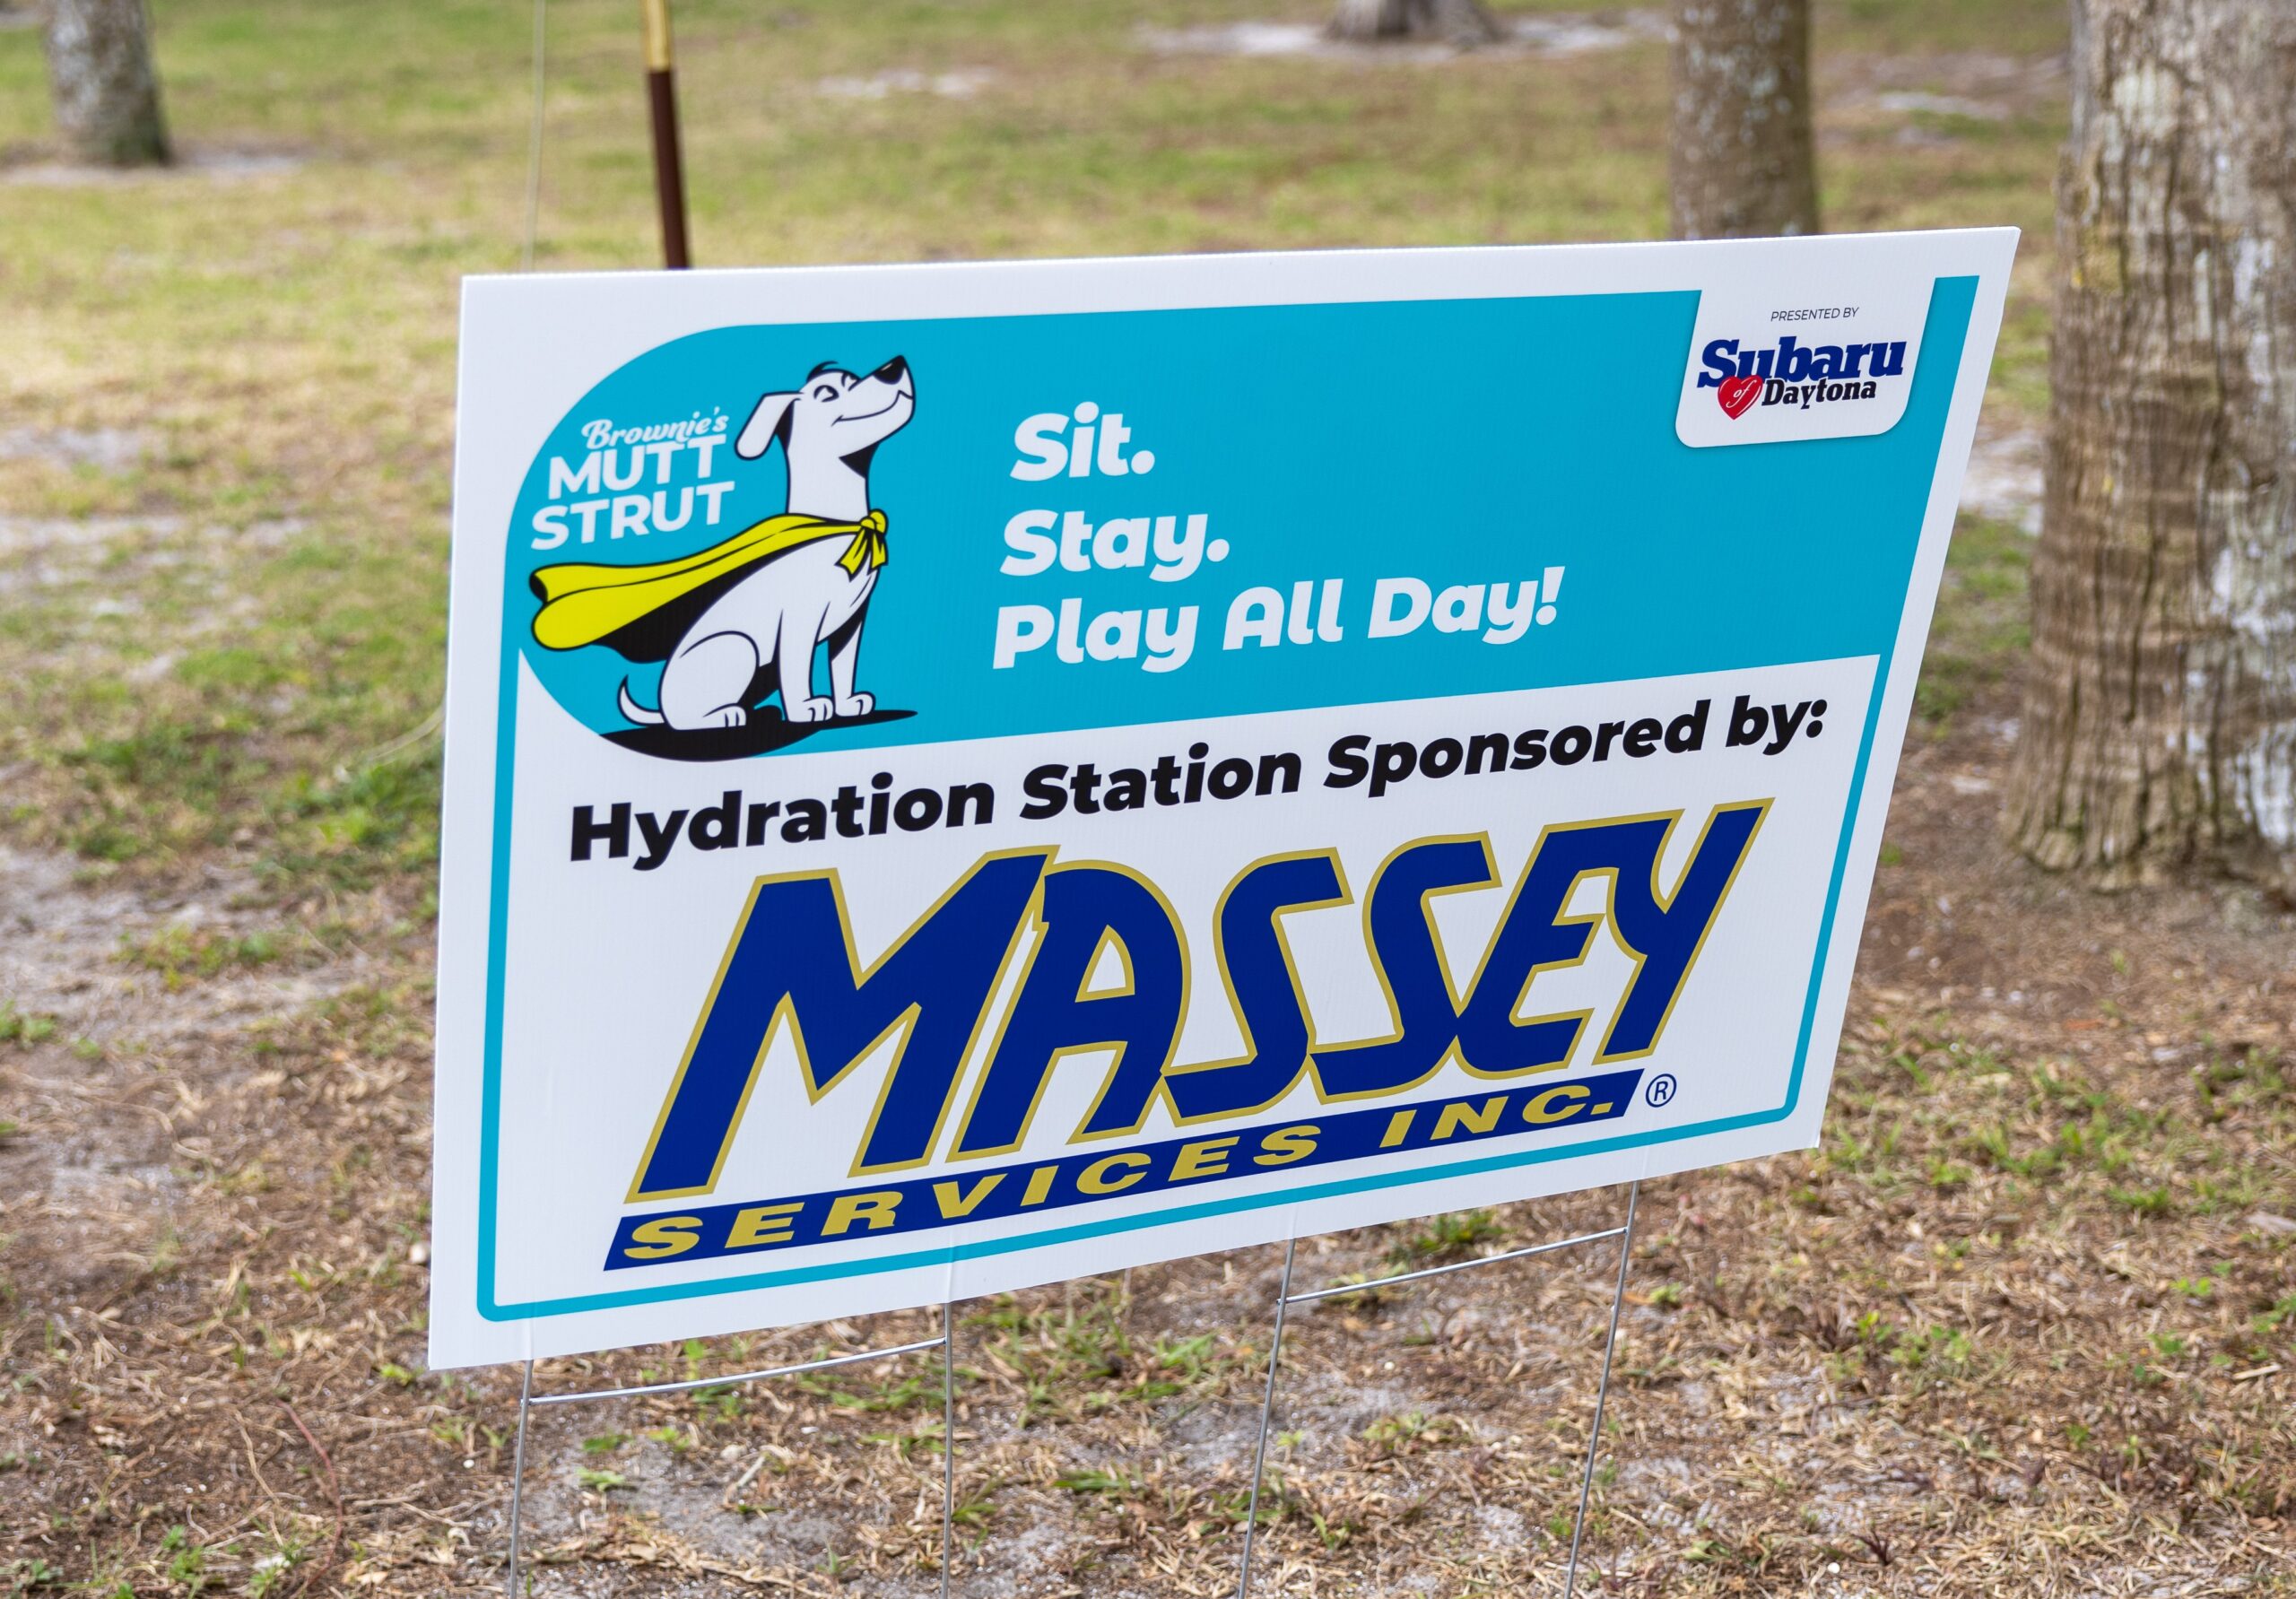 Brownie's
MUTT
STRUT
Sit.
Stay.
Play All Day!
PRESENTED BY
Subaru
of Daytona
Hydration Station Sponsored by:
MASSEY
SERVICES INC.®